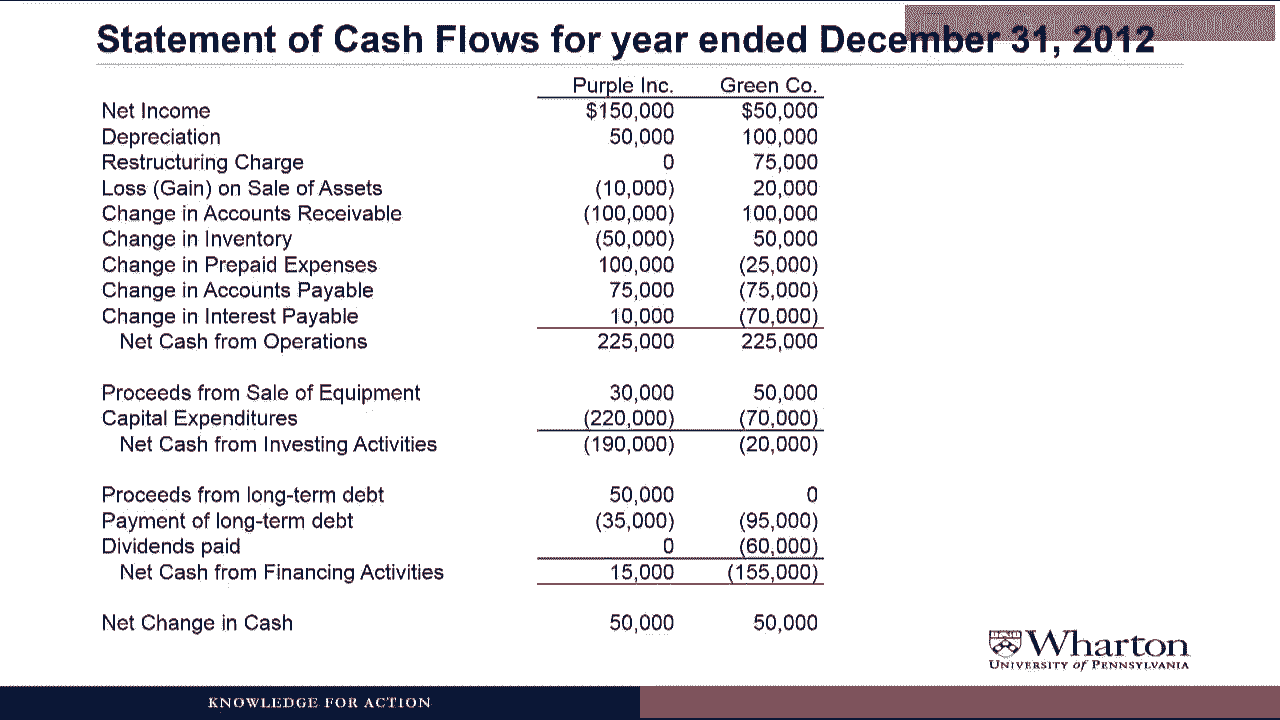 Statement of Cash Flows for year ended December 31, 2012
Purple Inc. Green Co.
Net Income $150,000 $50,000
Depreciation 50,000 100,000
Restructuring Charge 0 75,000
Loss (Gain) on Sale of Assets (10,000) 20,000
Change in Accounts Receivable (100,000) 100,000
Change in Inventory (50,000) 50,000
Change in Prepaid Expenses 100,000 (25,000)
Change in Accounts Payable 75,000 (75,000)
Change in Interest Payable 10,000 (70,000)
Net Cash from Operations 225,000 225,000
Proceeds from Sale of Equipment 30,000 50,000
Capital Expenditures (220,000) (70,000)
Net Cash from Investing Activities (190,000) (20,000)
Proceeds from long-term debt 50,000 0
Payment of long-term debt (35,000) (95,000)
Dividends paid 0 (60,000)
Net Cash from Financing Activities 15,000 (155,000)
Net Change in Cash 50,000 50,000
Wharton
UNIVERSITY of PENNSYLVANIA
KNOWLEDGE FOR ACTION